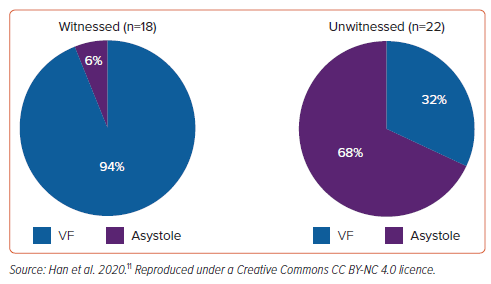 Witnessed (n=18)
Unwitnessed (n=22)
6%
94%
32%
68%
VF
Asystole
VF
Asystole
Source: Han et al. 2020.¹¹ Reproduced under a Creative Commons CC BY-NC 4.0 licence.